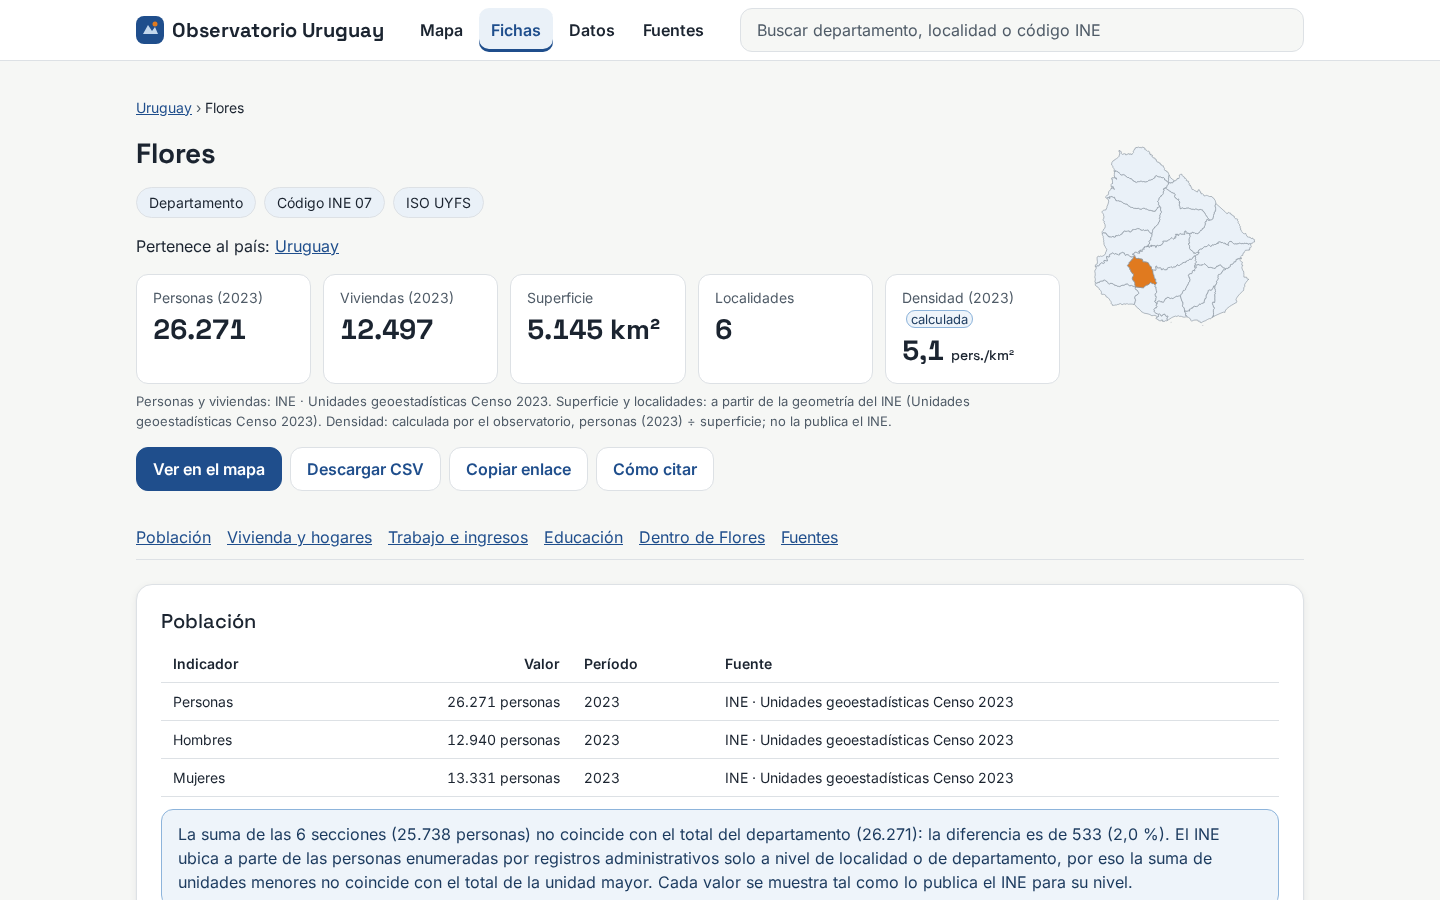 Observatorio Uruguay
Mapa
Fichas
Datos
Fuentes
Buscar departamento, localidad o código INE
Uruguay › Flores
Flores
Departamento
Código INE 07
ISO UYFS
Pertenece al país: Uruguay
Personas (2023)
26.271
Viviendas (2023)
12.497
Superficie
5.145 km²
Localidades
6
Densidad (2023)
calculada
5,1 pers./km²
Personas y viviendas: INE · Unidades geoestadísticas Censo 2023. Superficie y localidades: a partir de la geometría del INE (Unidades
geoestadísticas Censo 2023). Densidad: calculada por el observatorio, personas (2023) ÷ superficie; no la publica el INE.
Ver en el mapa
Descargar CSV
Copiar enlace
Cómo citar
Población
Vivienda y hogares
Trabajo e ingresos
Educación
Dentro de Flores
Fuentes
Población
Indicador Valor Período Fuente
Personas 26.271 personas 2023 INE · Unidades geoestadísticas Censo 2023
Hombres 12.940 personas 2023 INE · Unidades geoestadísticas Censo 2023
Mujeres 13.331 personas 2023 INE · Unidades geoestadísticas Censo 2023
La suma de las 6 secciones (25.738 personas) no coincide con el total del departamento (26.271): la diferencia es de 533 (2,0 %). El INE
ubica a parte de las personas enumeradas por registros administrativos solo a nivel de localidad o de departamento, por eso la suma de
unidades menores no coincide con el total de la unidad mayor. Cada valor se muestra tal como lo publica el INE para su nivel.